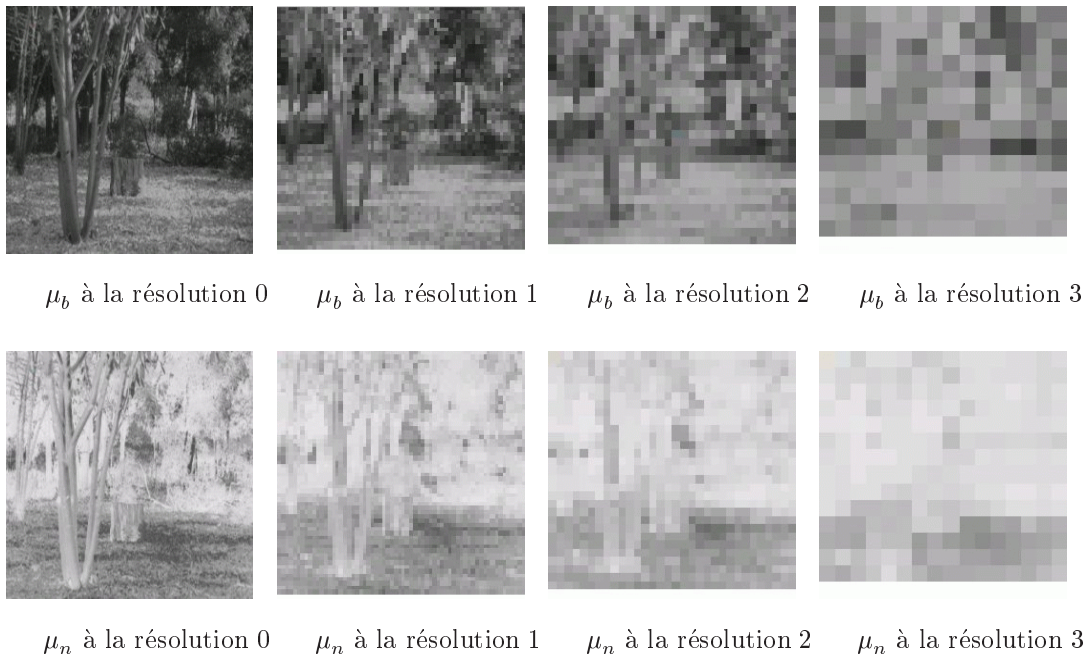 μ_b à la résolution 0
μ_b à la résolution 1
μ_b à la résolution 2
μ_b à la résolution 3
μ_n à la résolution 0
μ_n à la résolution 1
μ_n à la résolution 2
μ_n à la résolution 3